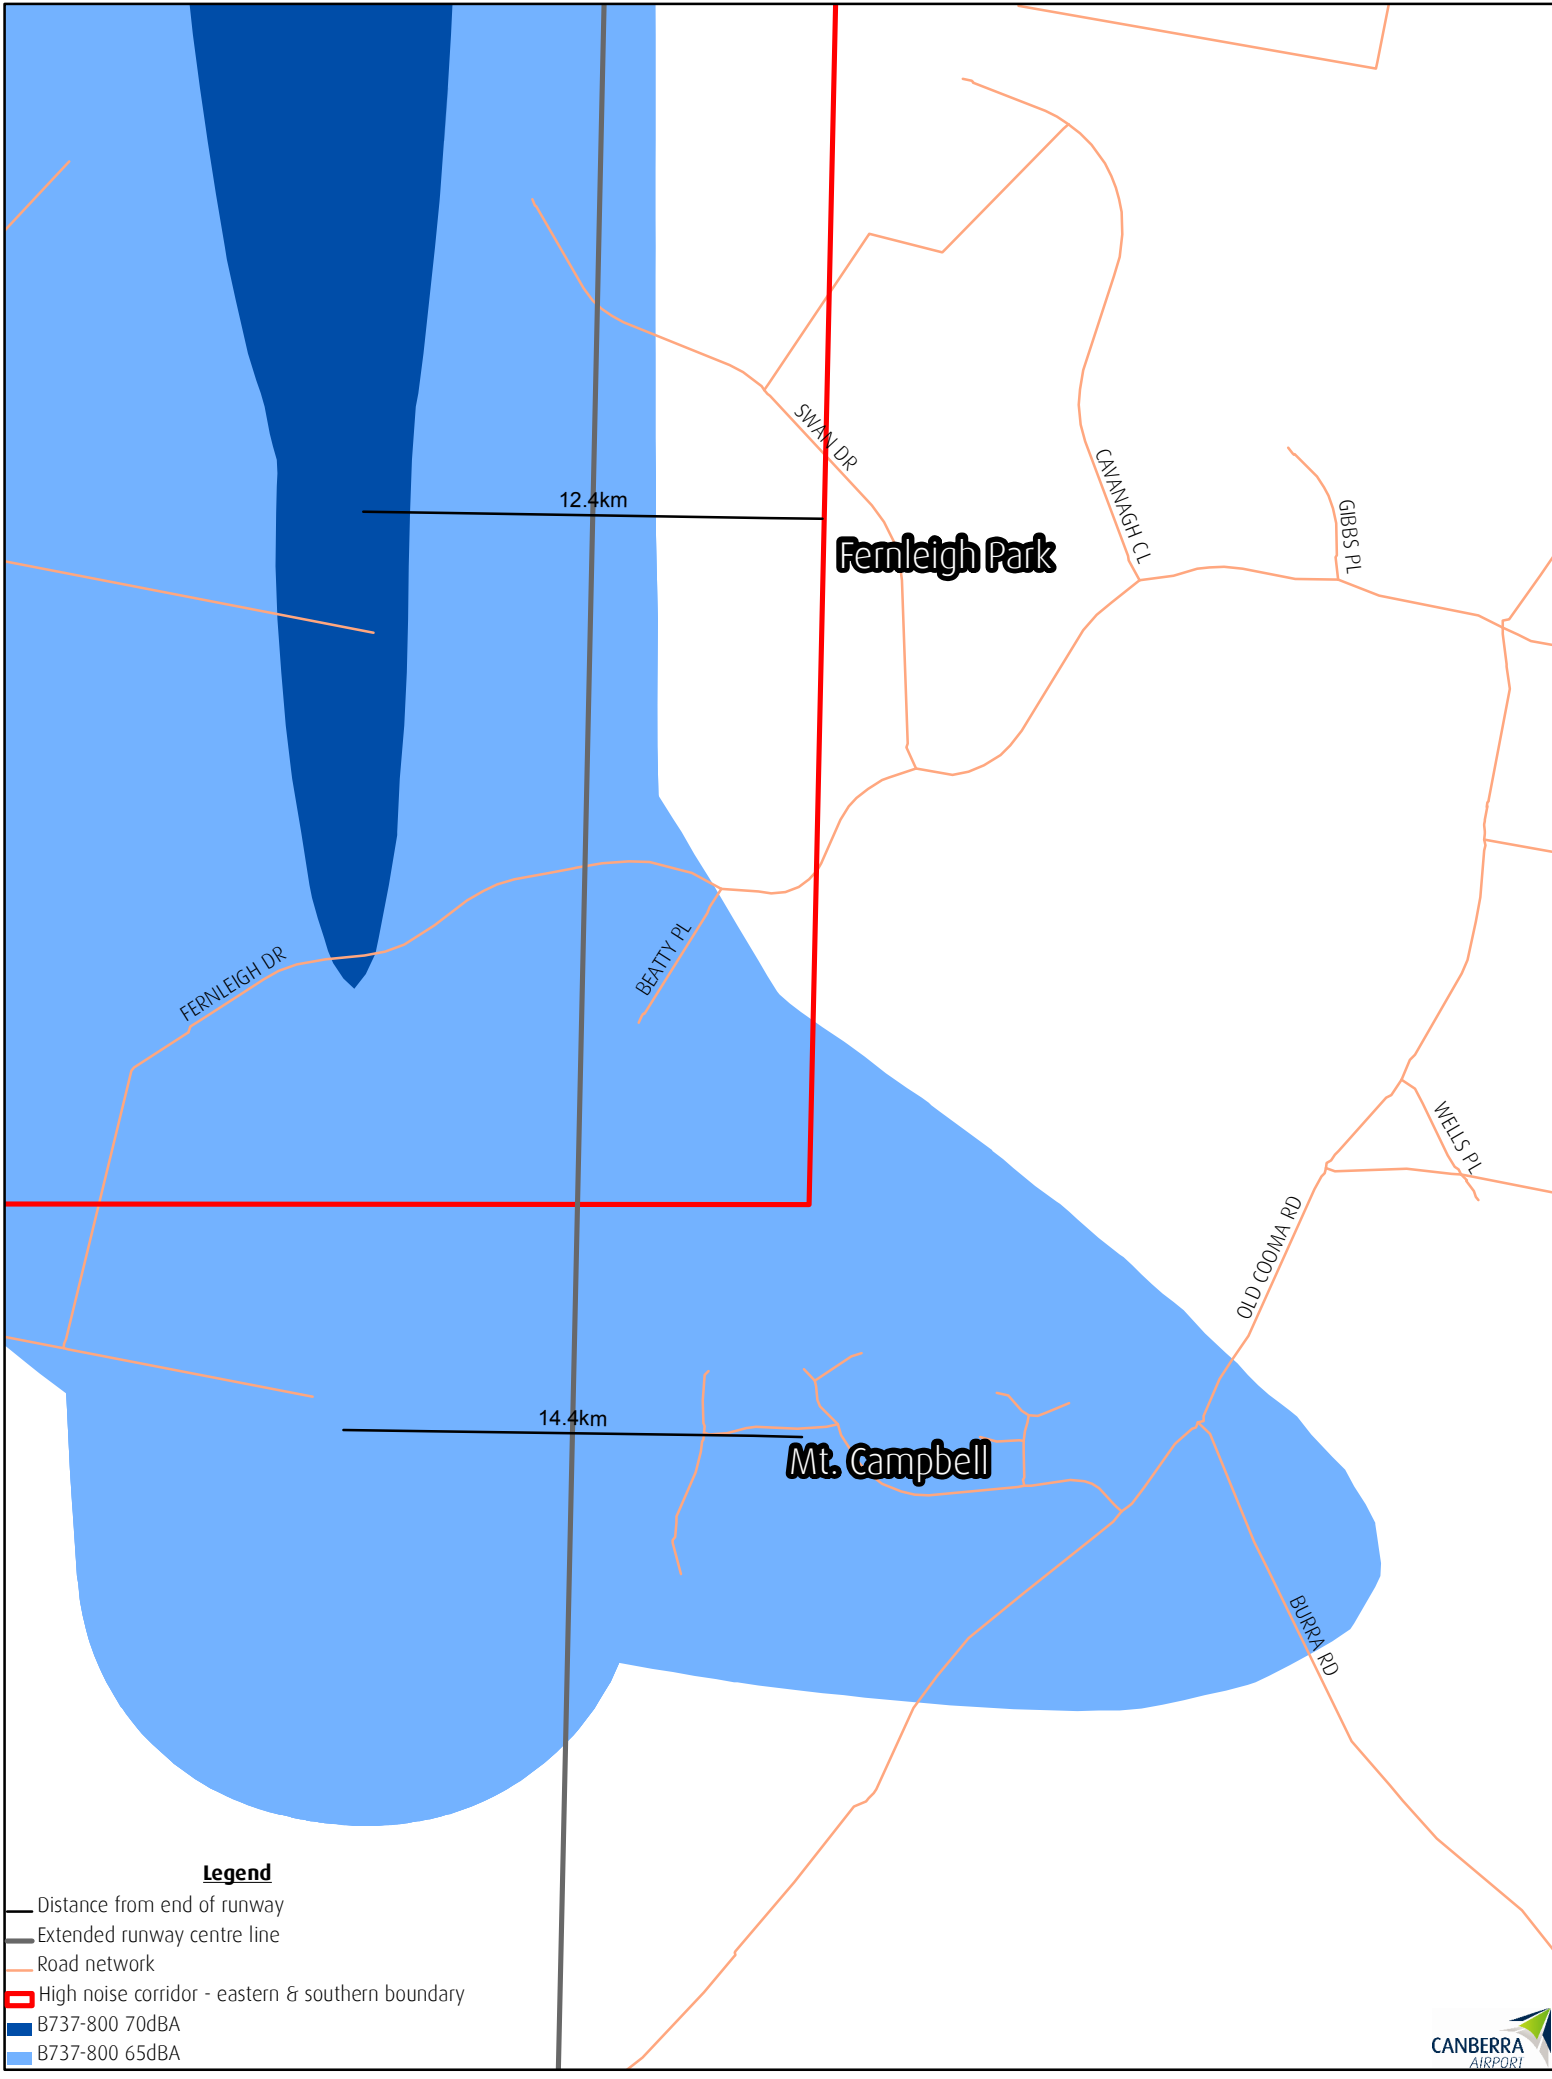 SWAN DR
CAVANAGH CL
GIBBS PL
12.4km
Fernleigh Park
BEATTY PL
FERNLEIGH DR
WELLS PL
OLD COOMA RD
14.4km
Mt. Campbell
BURRA RD
Legend
Distance from end of runway
Extended runway centre line
Road network
High noise corridor - eastern & southern boundary
B737-800 70dBA
B737-800 65dBA
CANBERRA
AIRPORT